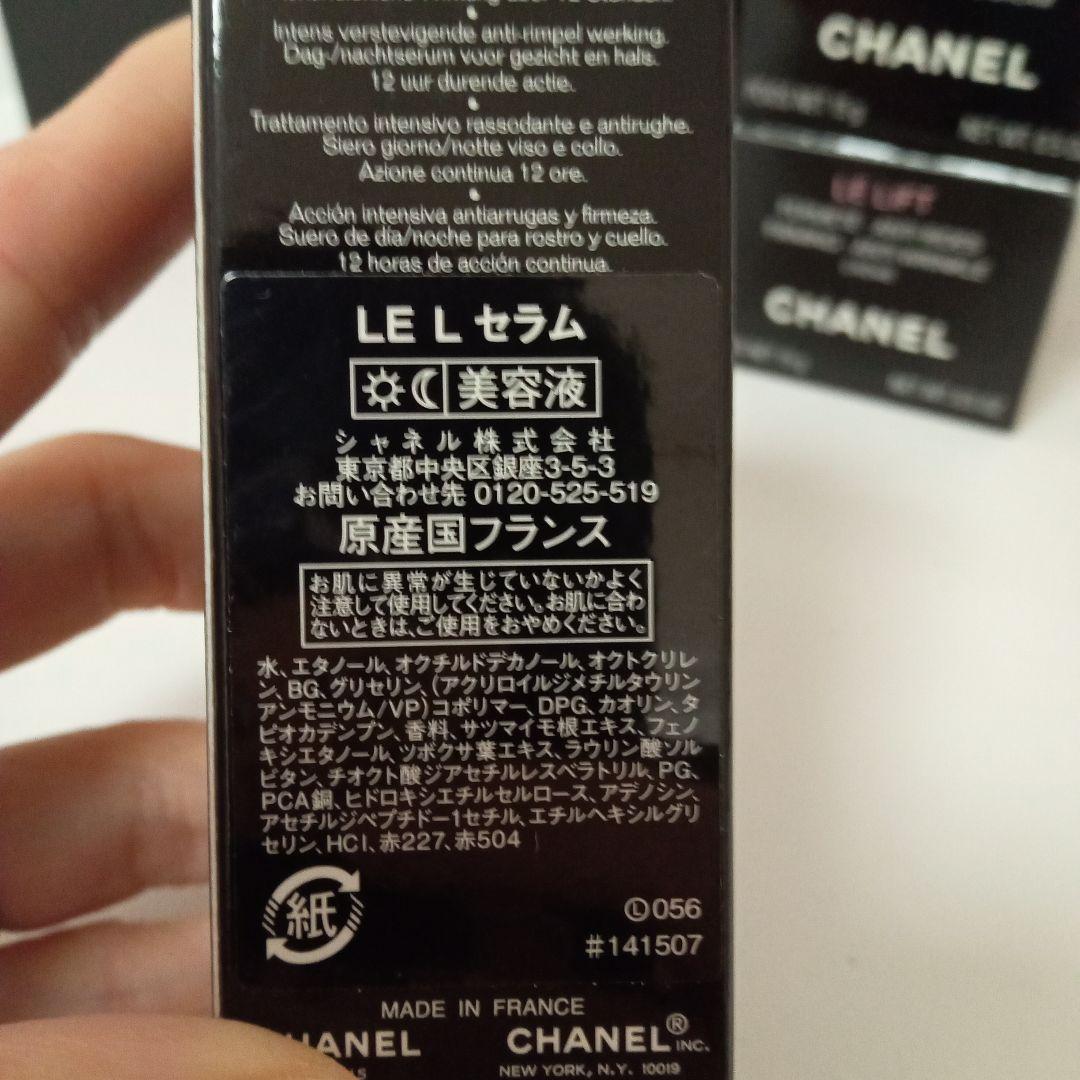 Intens verstevigende anti-rimpel werking.
Dag-/nachtserum voor gezicht en hals.
12 uur durende actie.
Trattamento intensivo rassodante e antirughe.
Siero giorno/notte viso e collo.
Azione continua 12 ore.
Acción intensiva antiarrugas y firmeza.
Suero de día/noche para rostro y cuello.
12 horas de acción continua.
LE L セラム
美容液
シャネル株式会社
東京都中央区銀座3-5-3
お問い合わせ先 0120-525-519
原産国フランス
お肌に異常が生じていないかよく
注意して使用してください。お肌に合わ
ないときは、ご使用をおやめください。
水、エタノール、オクチルドデカノール、オクトクリレ
ン、BG、グリセリン、(アクリロイルジメチルタウリン
アンモニウム/VP)コポリマー、DPG、カオリン、タ
ピオカデンプン、香料、サツマイモ根エキス、フェノ
キシエタノール、ツボクサ葉エキス、ラウリン酸ソル
ビタン、チオクト酸ジアセチルレスベラトリル、PG、
PCA銅、ヒドロキシエチルセルロース、アデノシン、
アセチルジペプチドー1セチル、エチルヘキシルグリ
セリン、HCl、赤227、赤504
紙
Ⓛ056
#141507
MADE IN FRANCE
CHANEL®INC.
NEW YORK, N.Y. 10019
CHANEL
LE LIFT
CHANEL